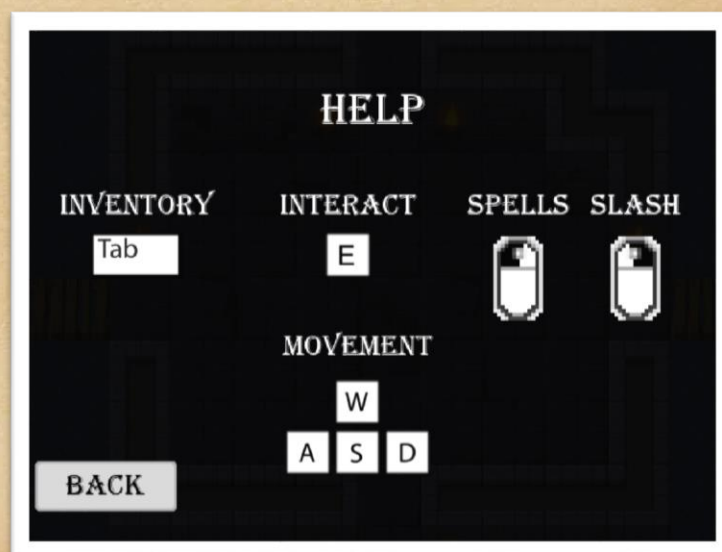 HELP
INVENTORY INTERACT SPELLS SLASH
Tab E
MOVEMENT
W
A S D
BACK